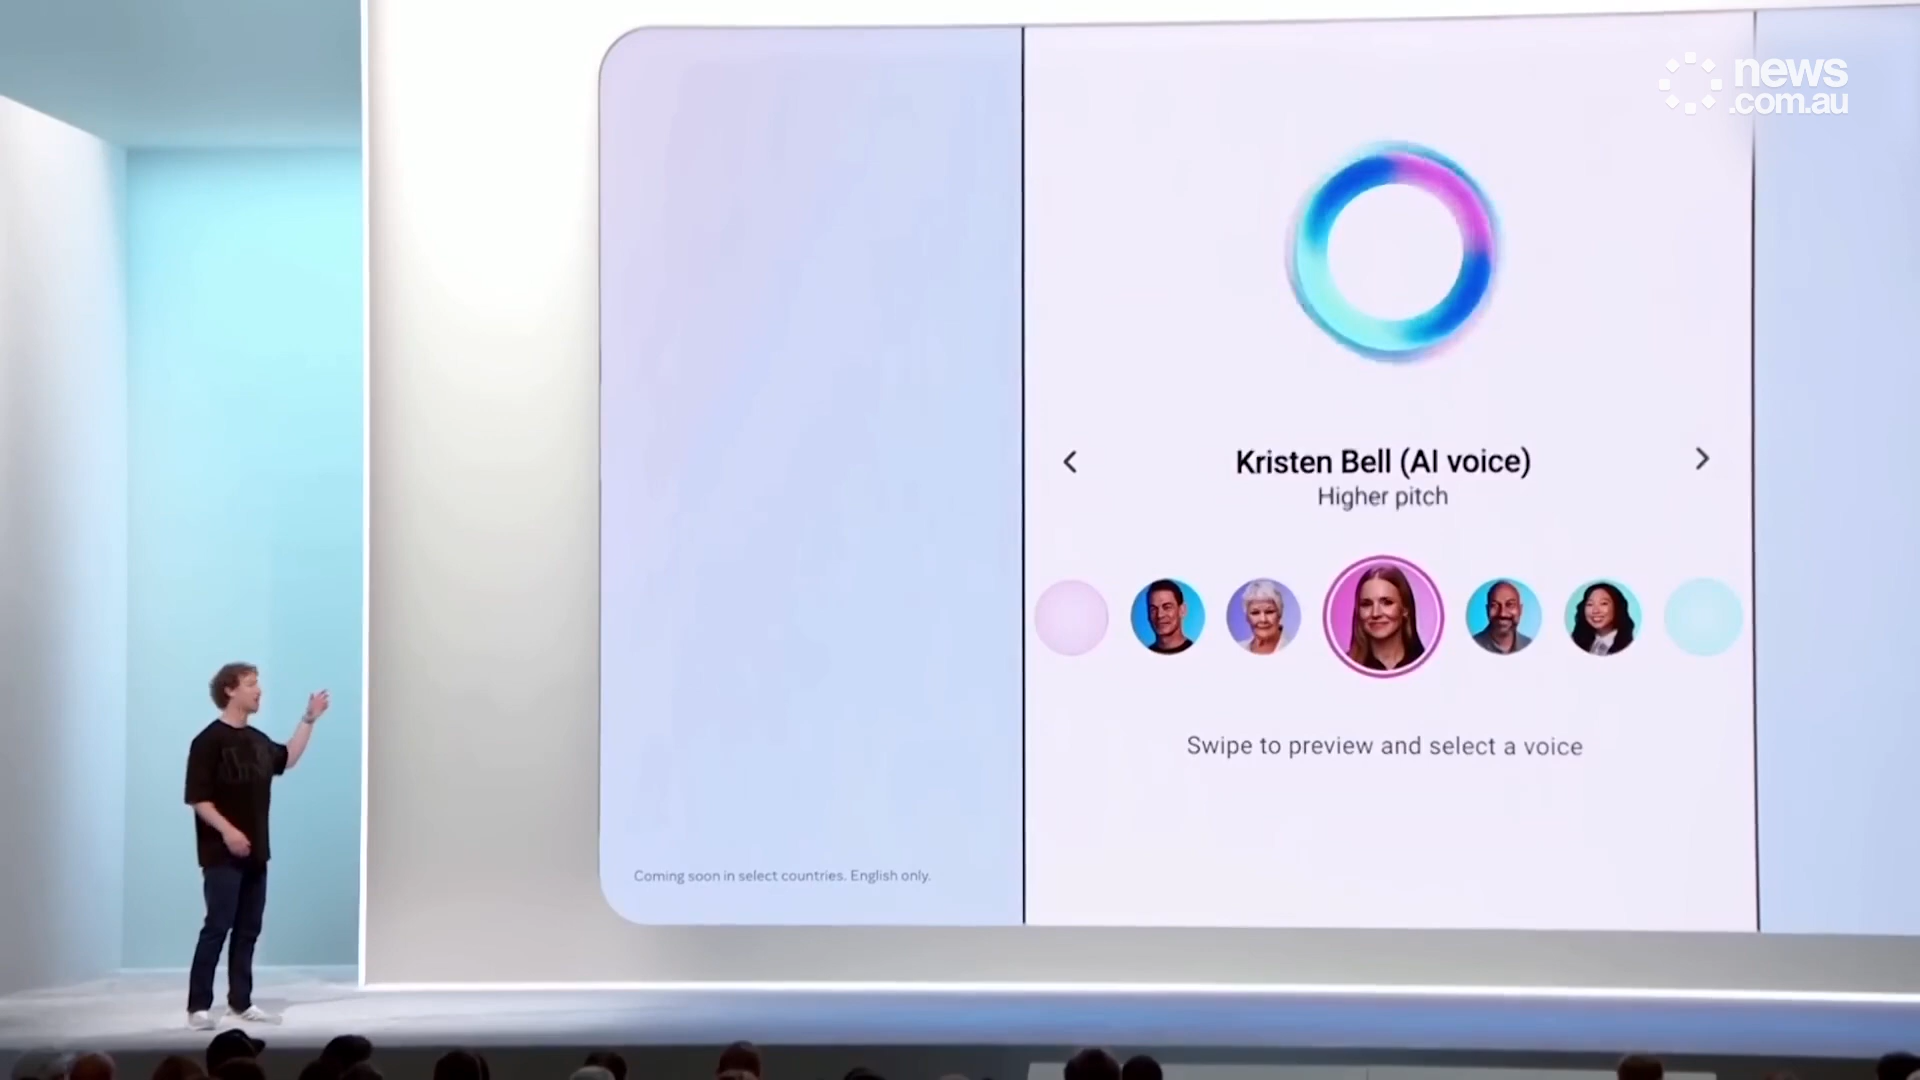 news
.com.au
Kristen Bell (AI voice)
Higher pitch
Swipe to preview and select a voice
Coming soon in select countries. English only.